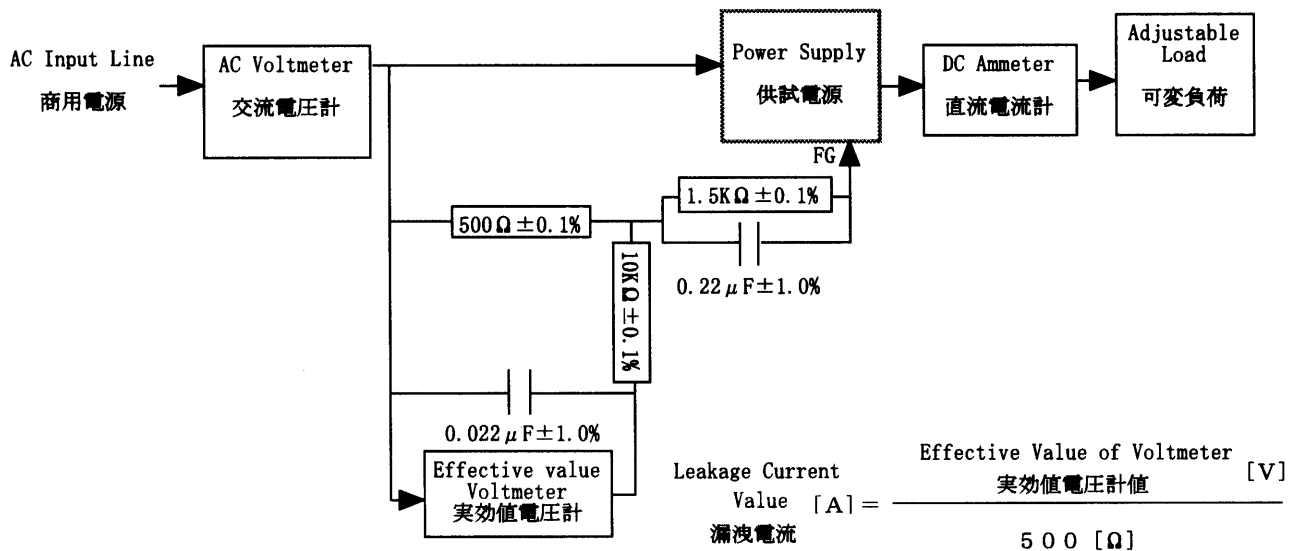 AC Input Line
商用電源
AC Voltmeter
交流電圧計
Power Supply
供試電源
DC Ammeter
直流電流計
Adjustable
Load
可変負荷
FG
1.5KΩ±0.1%
500Ω±0.1%
0.22μF±1.0%
10KΩ±0.1%
0.022μF±1.0%
Effective value
Voltmeter
実効値電圧計
Leakage Current
Value [A]=
漏洩電流
Effective Value of Voltmeter
実効値電圧計値 [V]
500 [Ω]